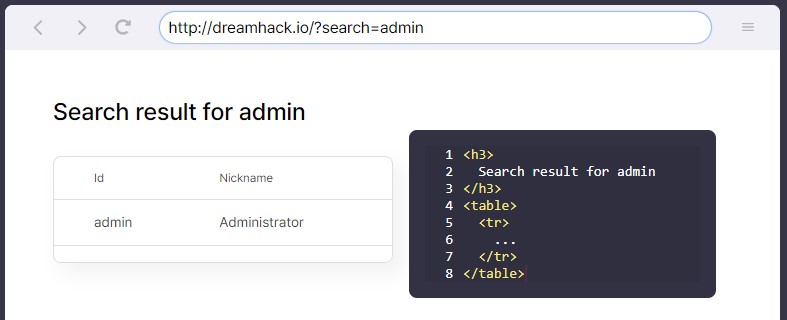 http://dreamhack.io/?search=admin
Search result for admin
Id Nickname
admin Administrator
1 <h3>
2   Search result for admin
3 </h3>
4 <table>
5   <tr>
6     ...
7   </tr>
8 </table>